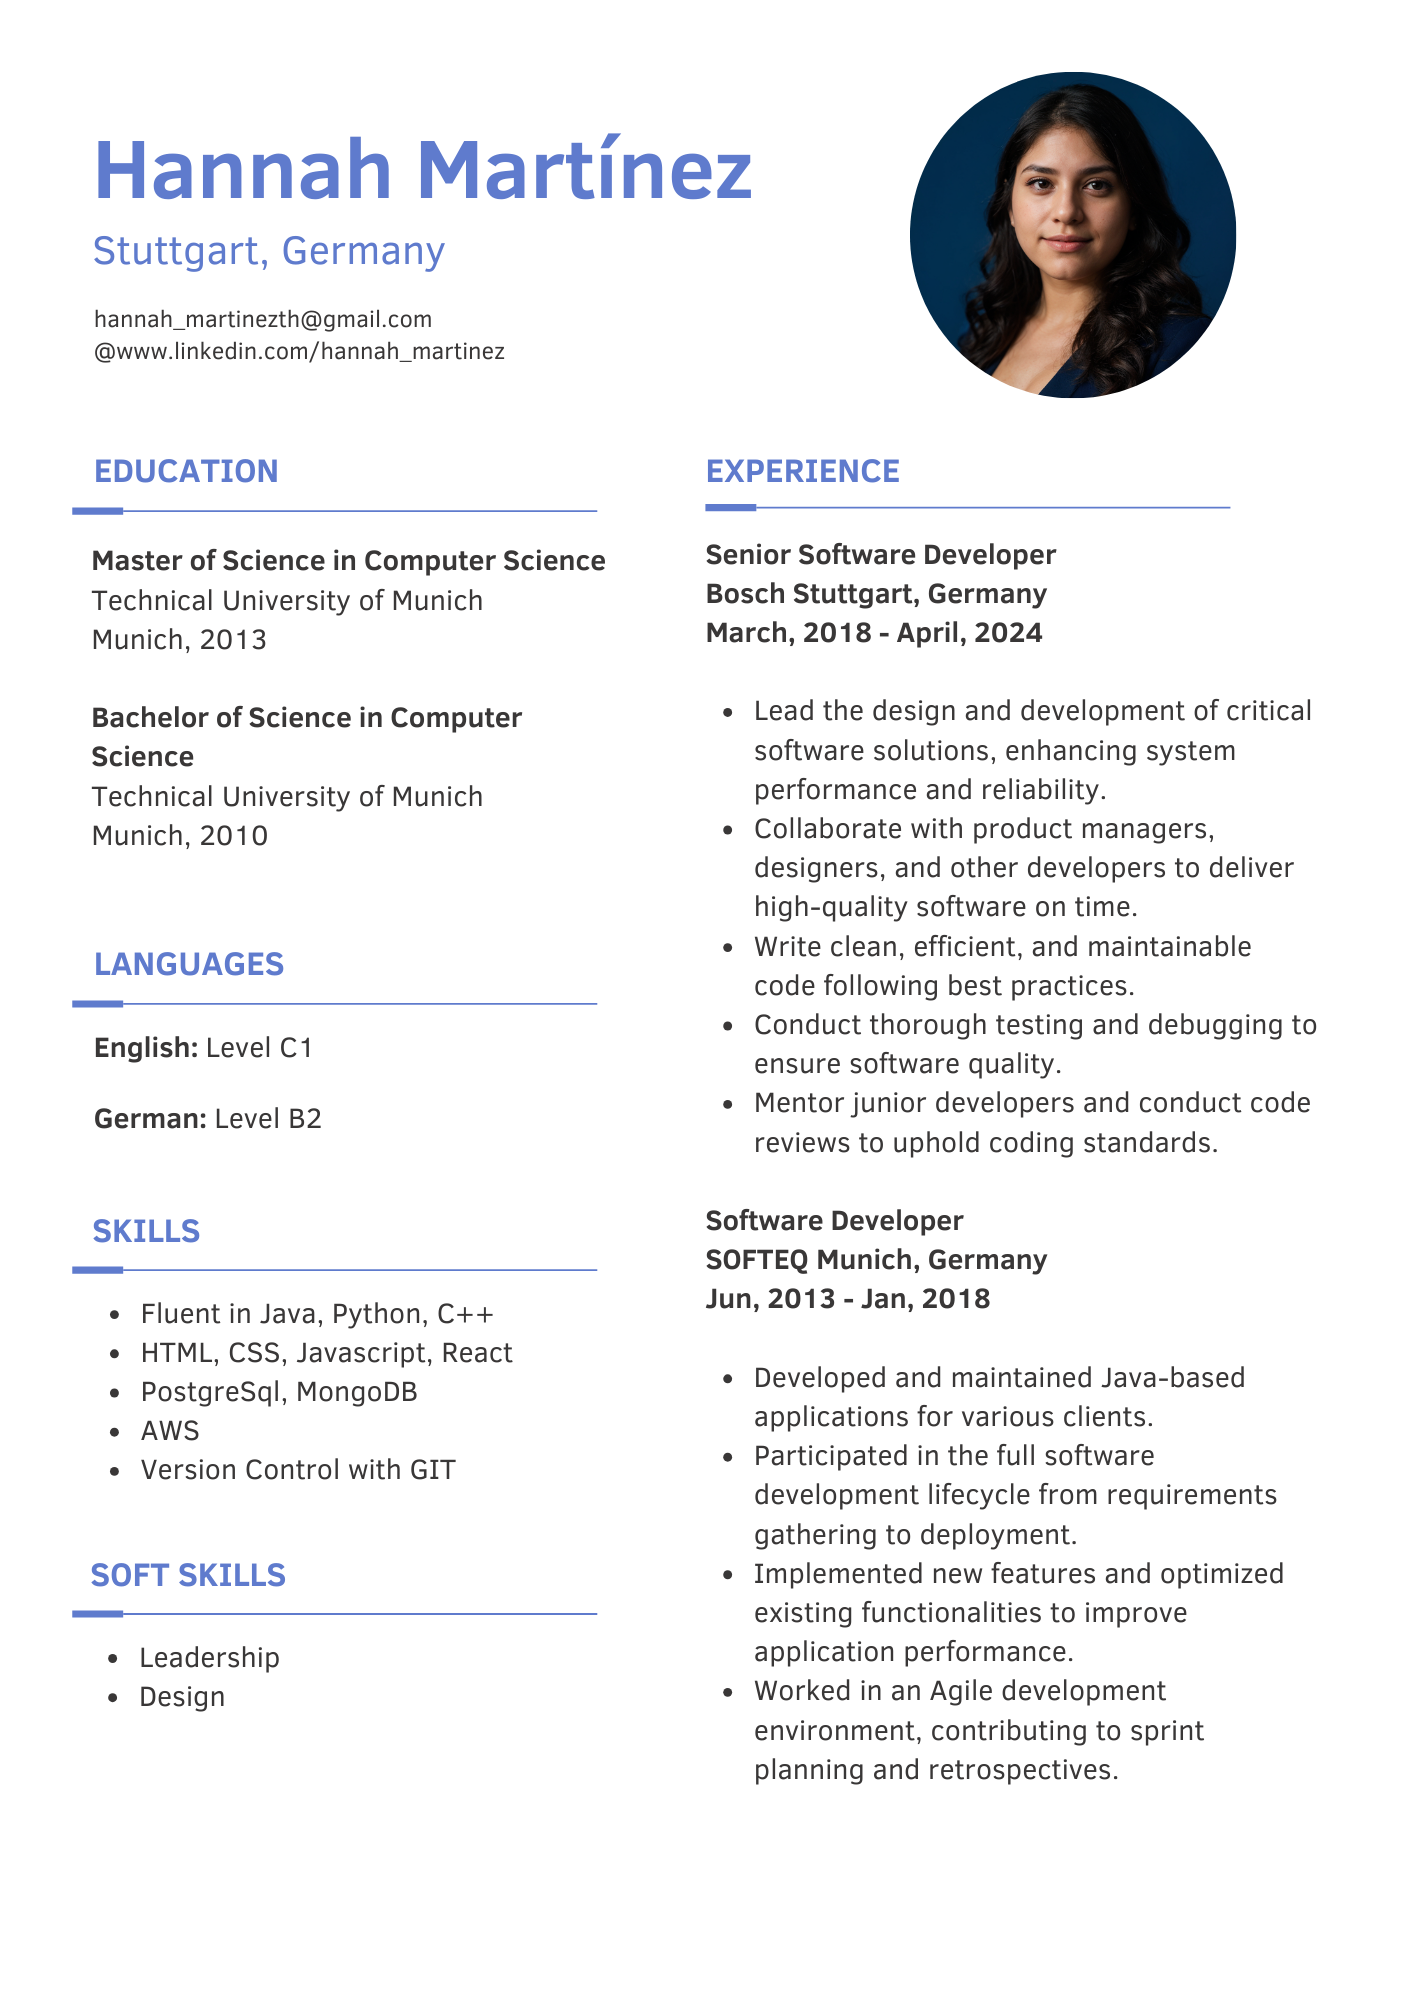 Hannah Martínez
Stuttgart, Germany
hannah_martinezth@gmail.com
@www.linkedin.com/hannah_martinez
EDUCATION
Master of Science in Computer Science
Technical University of Munich
Munich, 2013
Bachelor of Science in Computer
Science
Technical University of Munich
Munich, 2010
LANGUAGES
English: Level C1
German: Level B2
SKILLS
• Fluent in Java, Python, C++
• HTML, CSS, Javascript, React
• PostgreSql, MongoDB
• AWS
• Version Control with GIT
SOFT SKILLS
• Leadership
• Design
EXPERIENCE
Senior Software Developer
Bosch Stuttgart, Germany
March, 2018 - April, 2024
• Lead the design and development of critical
software solutions, enhancing system
performance and reliability.
• Collaborate with product managers,
designers, and other developers to deliver
high-quality software on time.
• Write clean, efficient, and maintainable
code following best practices.
• Conduct thorough testing and debugging to
ensure software quality.
• Mentor junior developers and conduct code
reviews to uphold coding standards.
Software Developer
SOFTEQ Munich, Germany
Jun, 2013 - Jan, 2018
• Developed and maintained Java-based
applications for various clients.
• Participated in the full software
development lifecycle from requirements
gathering to deployment.
• Implemented new features and optimized
existing functionalities to improve
application performance.
• Worked in an Agile development
environment, contributing to sprint
planning and retrospectives.